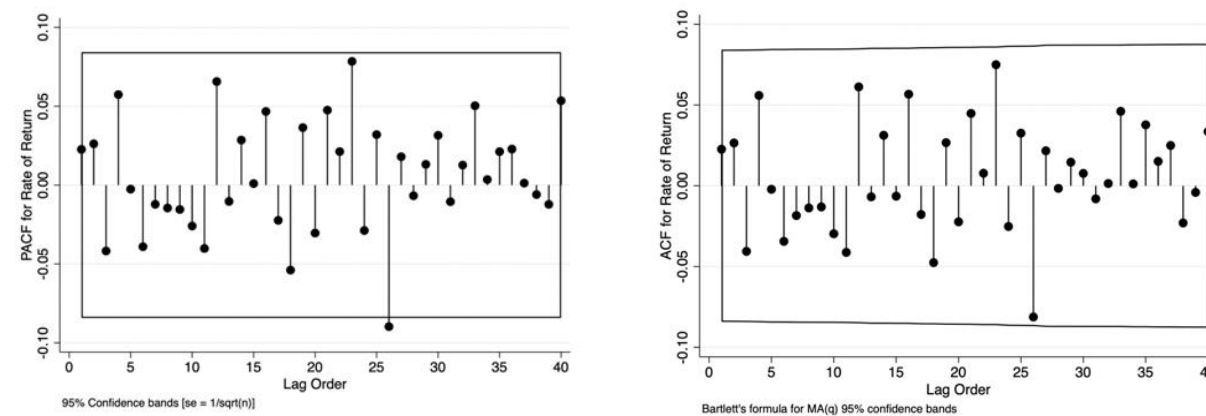 PACF for Rate of Return
0.10
0.05
0.00
-0.05
-0.10
0 5 10 15 20 25 30 35 40
Lag Order
95% Confidence bands [se = 1/sqrt(n)]
ACF for Rate of Return
0.10
0.05
0.00
-0.05
-0.10
0 5 10 15 20 25 30 35
Lag Order
Bartlett's formula for MA(q) 95% confidence bands